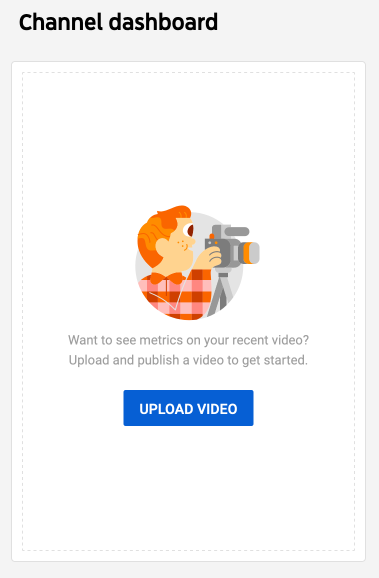 Channel dashboard
Want to see metrics on your recent video?
Upload and publish a video to get started.
UPLOAD VIDEO